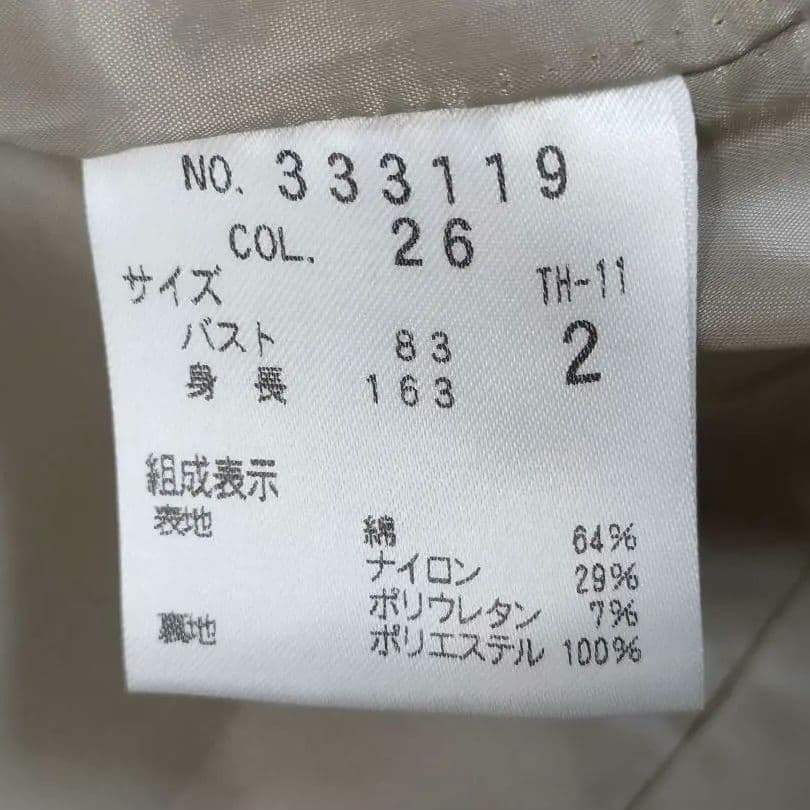 NO. 333119
COL. 26
サイズ TH-11
バスト 83 2
身長 163
組成表示
表地 綿 64%
ナイロン 29%
ポリウレタン 7%
裏地 ポリエステル 100%